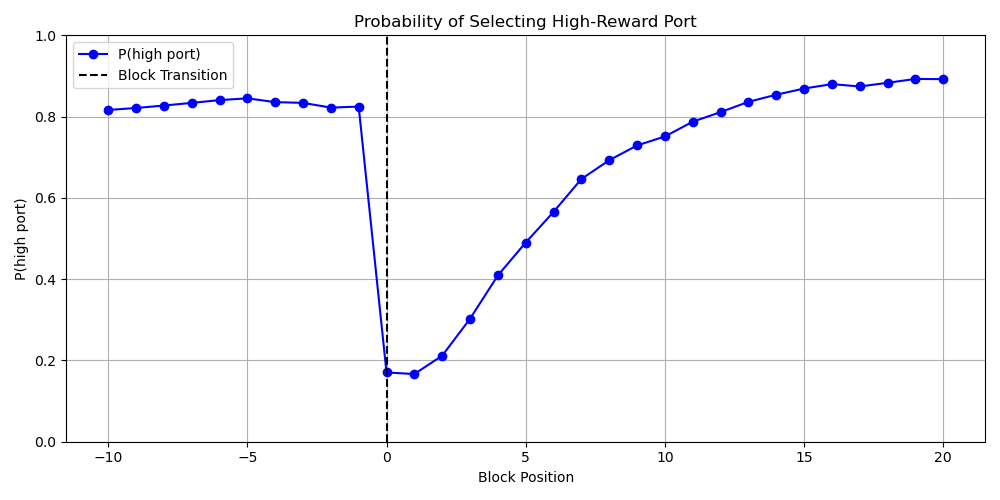 Probability of Selecting High-Reward Port
P(high port)
Block Transition
1.0
0.8
0.6
0.4
0.2
0.0
P(high port)
−10
−5
0
5
10
15
20
Block Position